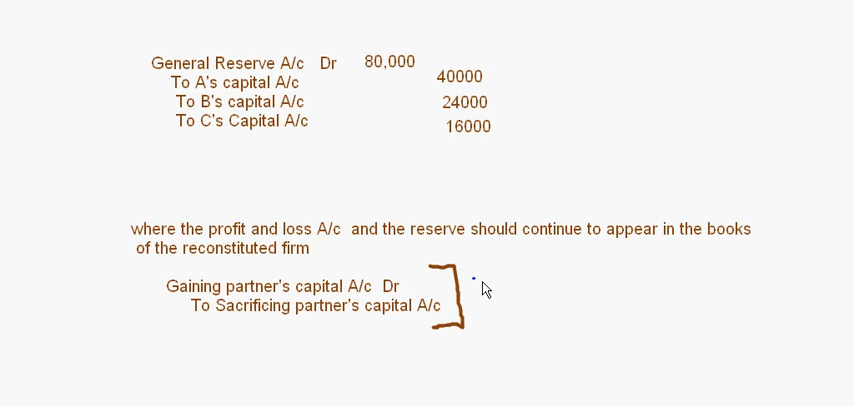 General Reserve A/c Dr 80,000
To A's capital A/c 40000
To B's capital A/c 24000
To C's Capital A/c 16000
where the profit and loss A/c and the reserve should continue to appear in the books
of the reconstituted firm
Gaining partner's capital A/c Dr
To Sacrificing partner's capital A/c